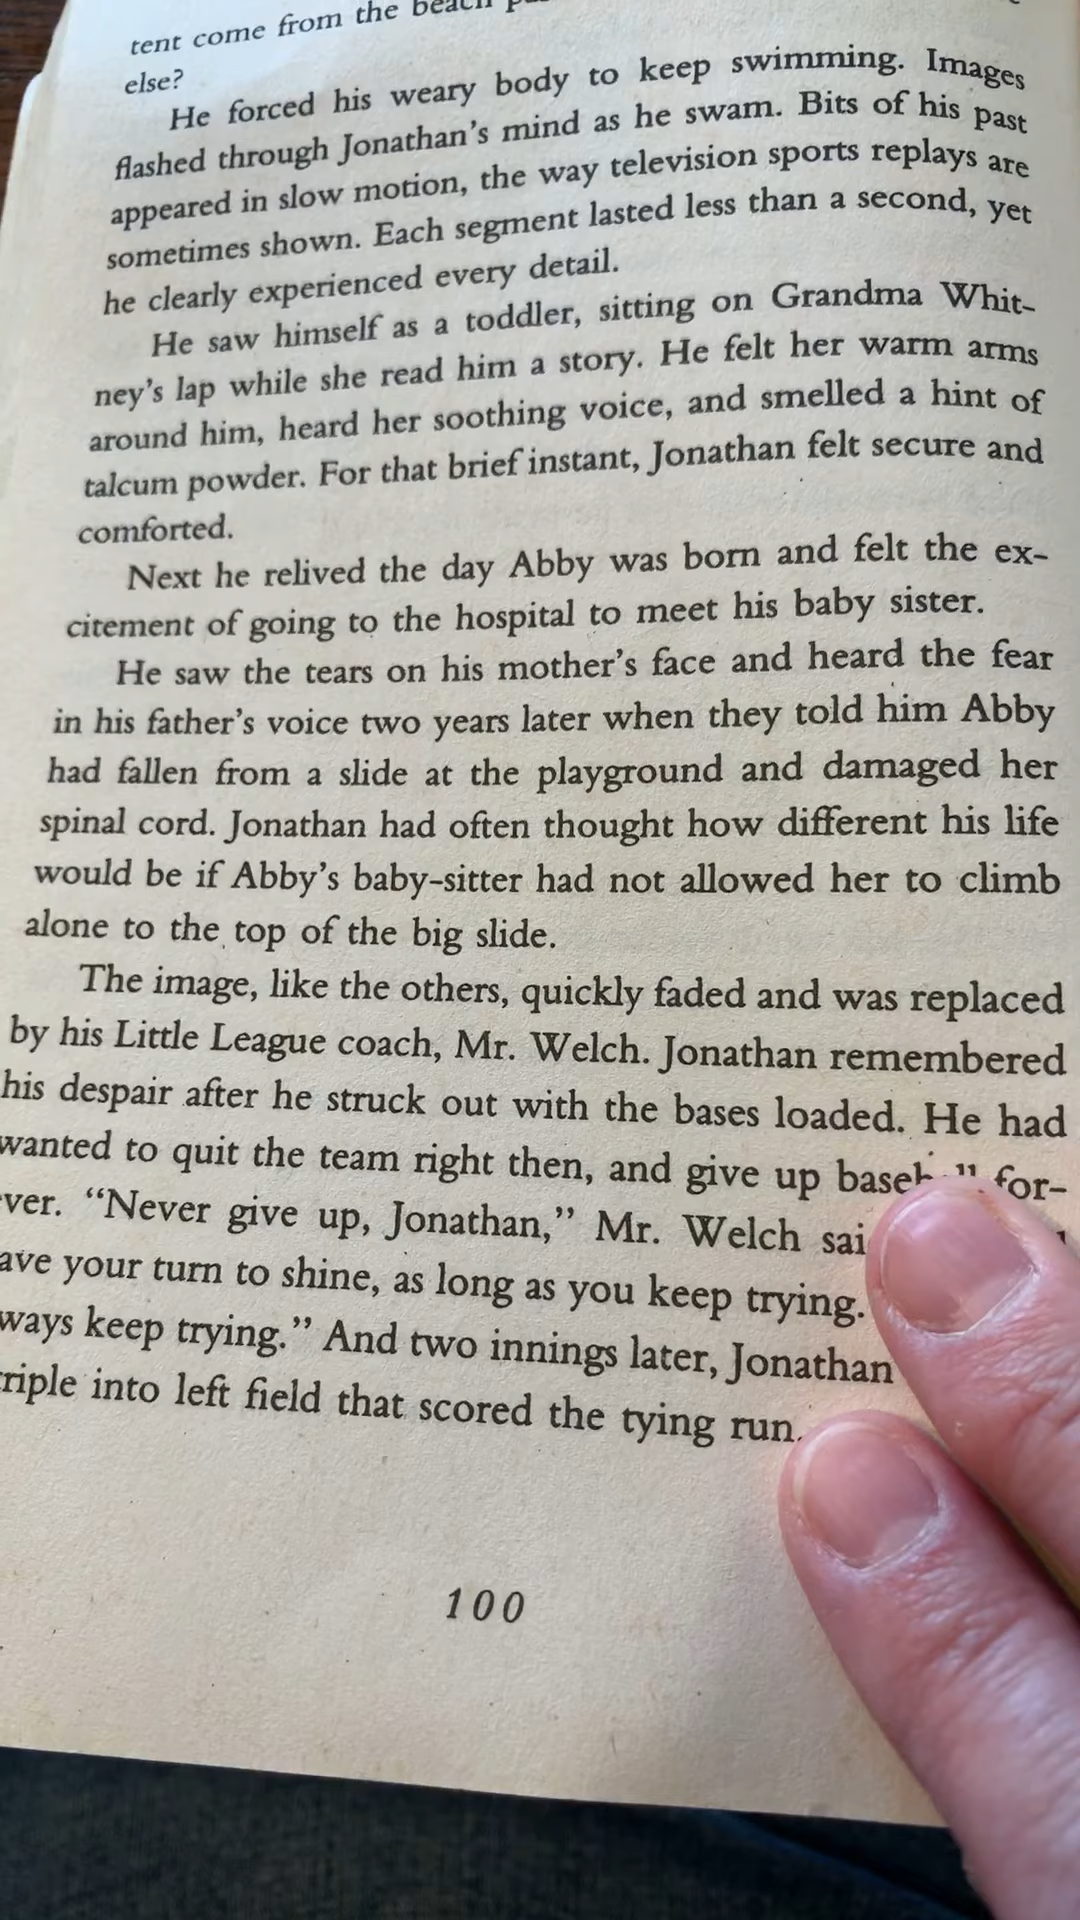 tent come from the beach
else?
He forced his weary body to keep swimming. Images
flashed through Jonathan's mind as he swam. Bits of his past
appeared in slow motion, the way television sports replays are
sometimes shown. Each segment lasted less than a second, yet
he clearly experienced every detail.
He saw himself as a toddler, sitting on Grandma Whit-
ney's lap while she read him a story. He felt her warm arms
around him, heard her soothing voice, and smelled a hint of
talcum powder. For that brief instant, Jonathan felt secure and
comforted.
Next he relived the day Abby was born and felt the ex-
citement of going to the hospital to meet his baby sister.
He saw the tears on his mother's face and heard the fear
in his father's voice two years later when they told him Abby
had fallen from a slide at the playground and damaged her
spinal cord. Jonathan had often thought how different his life
would be if Abby's baby-sitter had not allowed her to climb
alone to the top of the big slide.
The image, like the others, quickly faded and was replaced
by his Little League coach, Mr. Welch. Jonathan remembered
his despair after he struck out with the bases loaded. He had
wanted to quit the team right then, and give up for-
ver. “Never give up, Jonathan,” Mr. Welch
ave your turn to shine, as long as you keep trying.
ways keep trying.” And two innings later, Jonathan
riple into left field that scored the tying run.
100